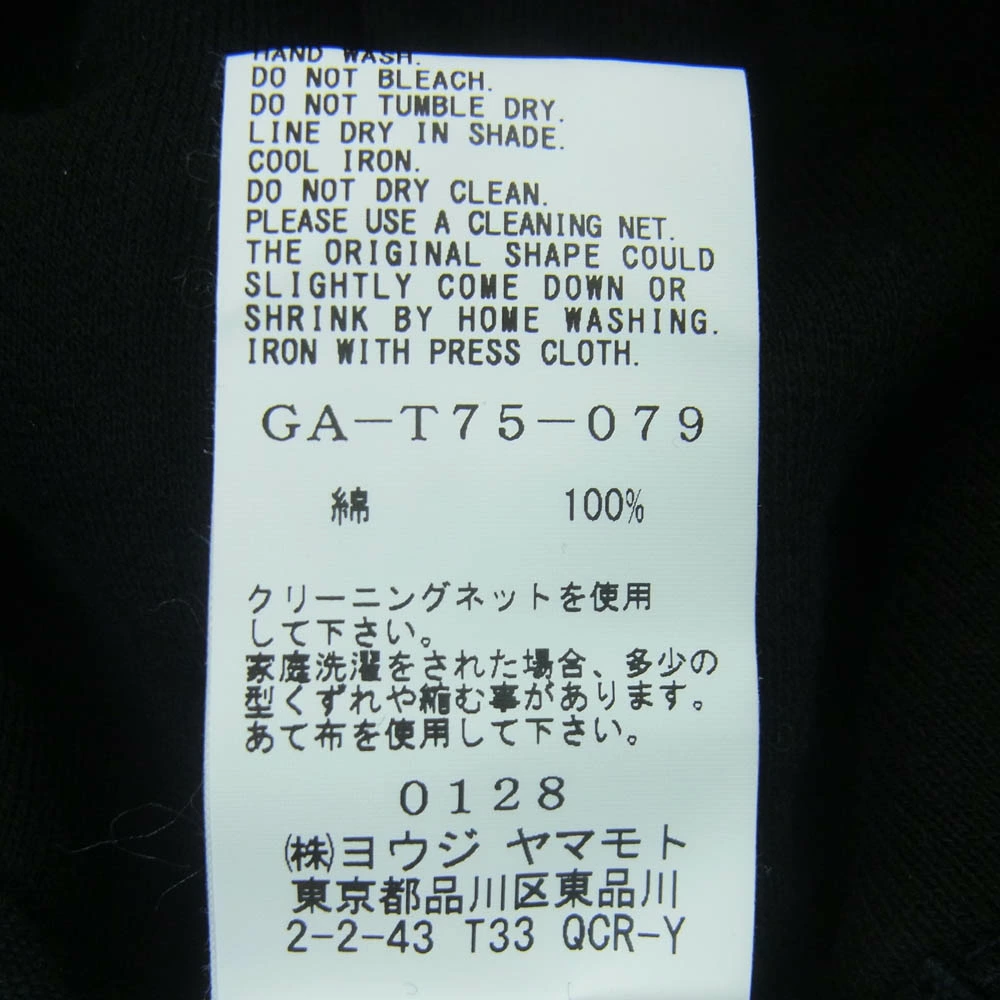 HAND WASH.
DO NOT BLEACH.
DO NOT TUMBLE DRY.
LINE DRY IN SHADE.
COOL IRON.
DO NOT DRY CLEAN.
PLEASE USE A CLEANING NET.
THE ORIGINAL SHAPE COULD
SLIGHTLY COME DOWN OR
SHRINK BY HOME WASHING.
IRON WITH PRESS CLOTH.
GA-T75-079
綿 100%
クリーニングネットを使用
して下さい。
家庭洗濯をされた場合、多少の
型くずれや縮む事があります。
あて布を使用して下さい。
0128
㈱ヨウジ ヤマモト
東京都品川区東品川
2-2-43 T33 QCR-Y